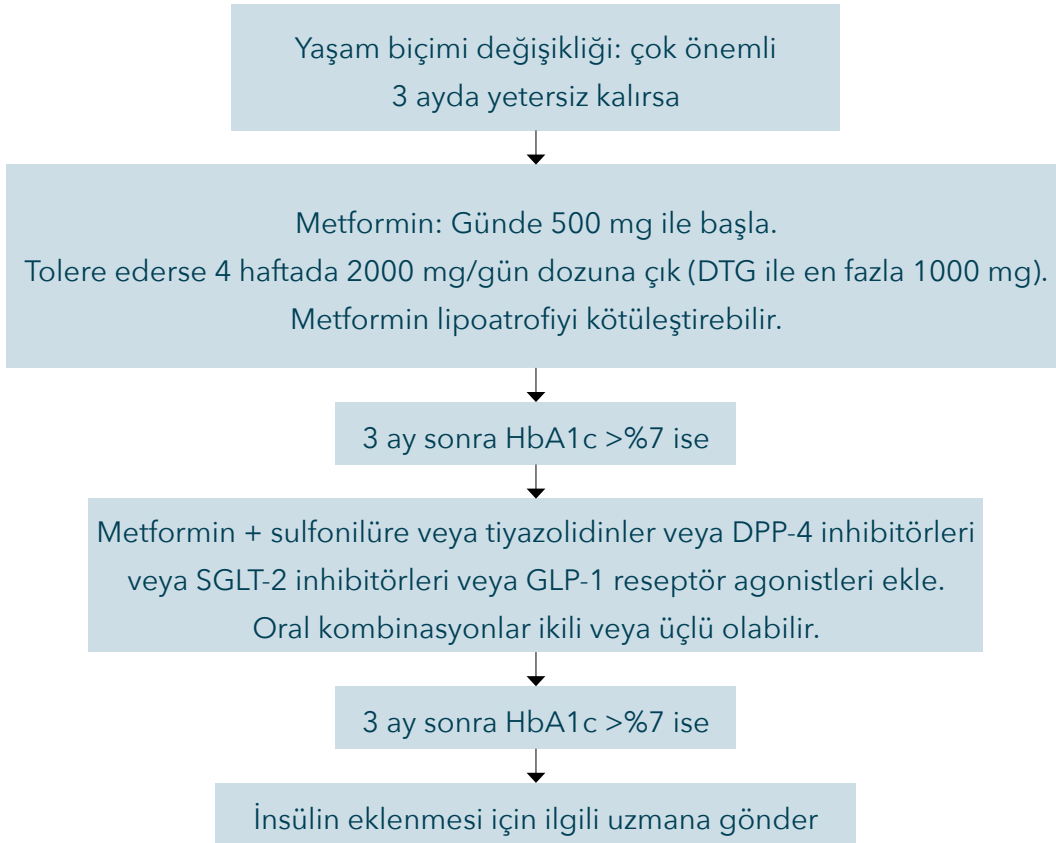 Yaşam biçimi değişikliği: çok önemli
3 ayda yetersiz kalırsa
Metformin: Günde 500 mg ile başla.
Tolere ederse 4 haftada 2000 mg/gün dozuna çık (DTG ile en fazla 1000 mg).
Metformin lipoatrofiyi kötüleştirebilir.
3 ay sonra HbA1c >%7 ise
Metformin + sulfonilüre veya tiyazolidinler veya DPP-4 inhibitörleri
veya SGLT-2 inhibitörleri veya GLP-1 reseptör agonistleri ekle.
Oral kombinasyonlar ikili veya üçlü olabilir.
3 ay sonra HbA1c >%7 ise
İnsülin eklenmesi için ilgili uzmana gönder